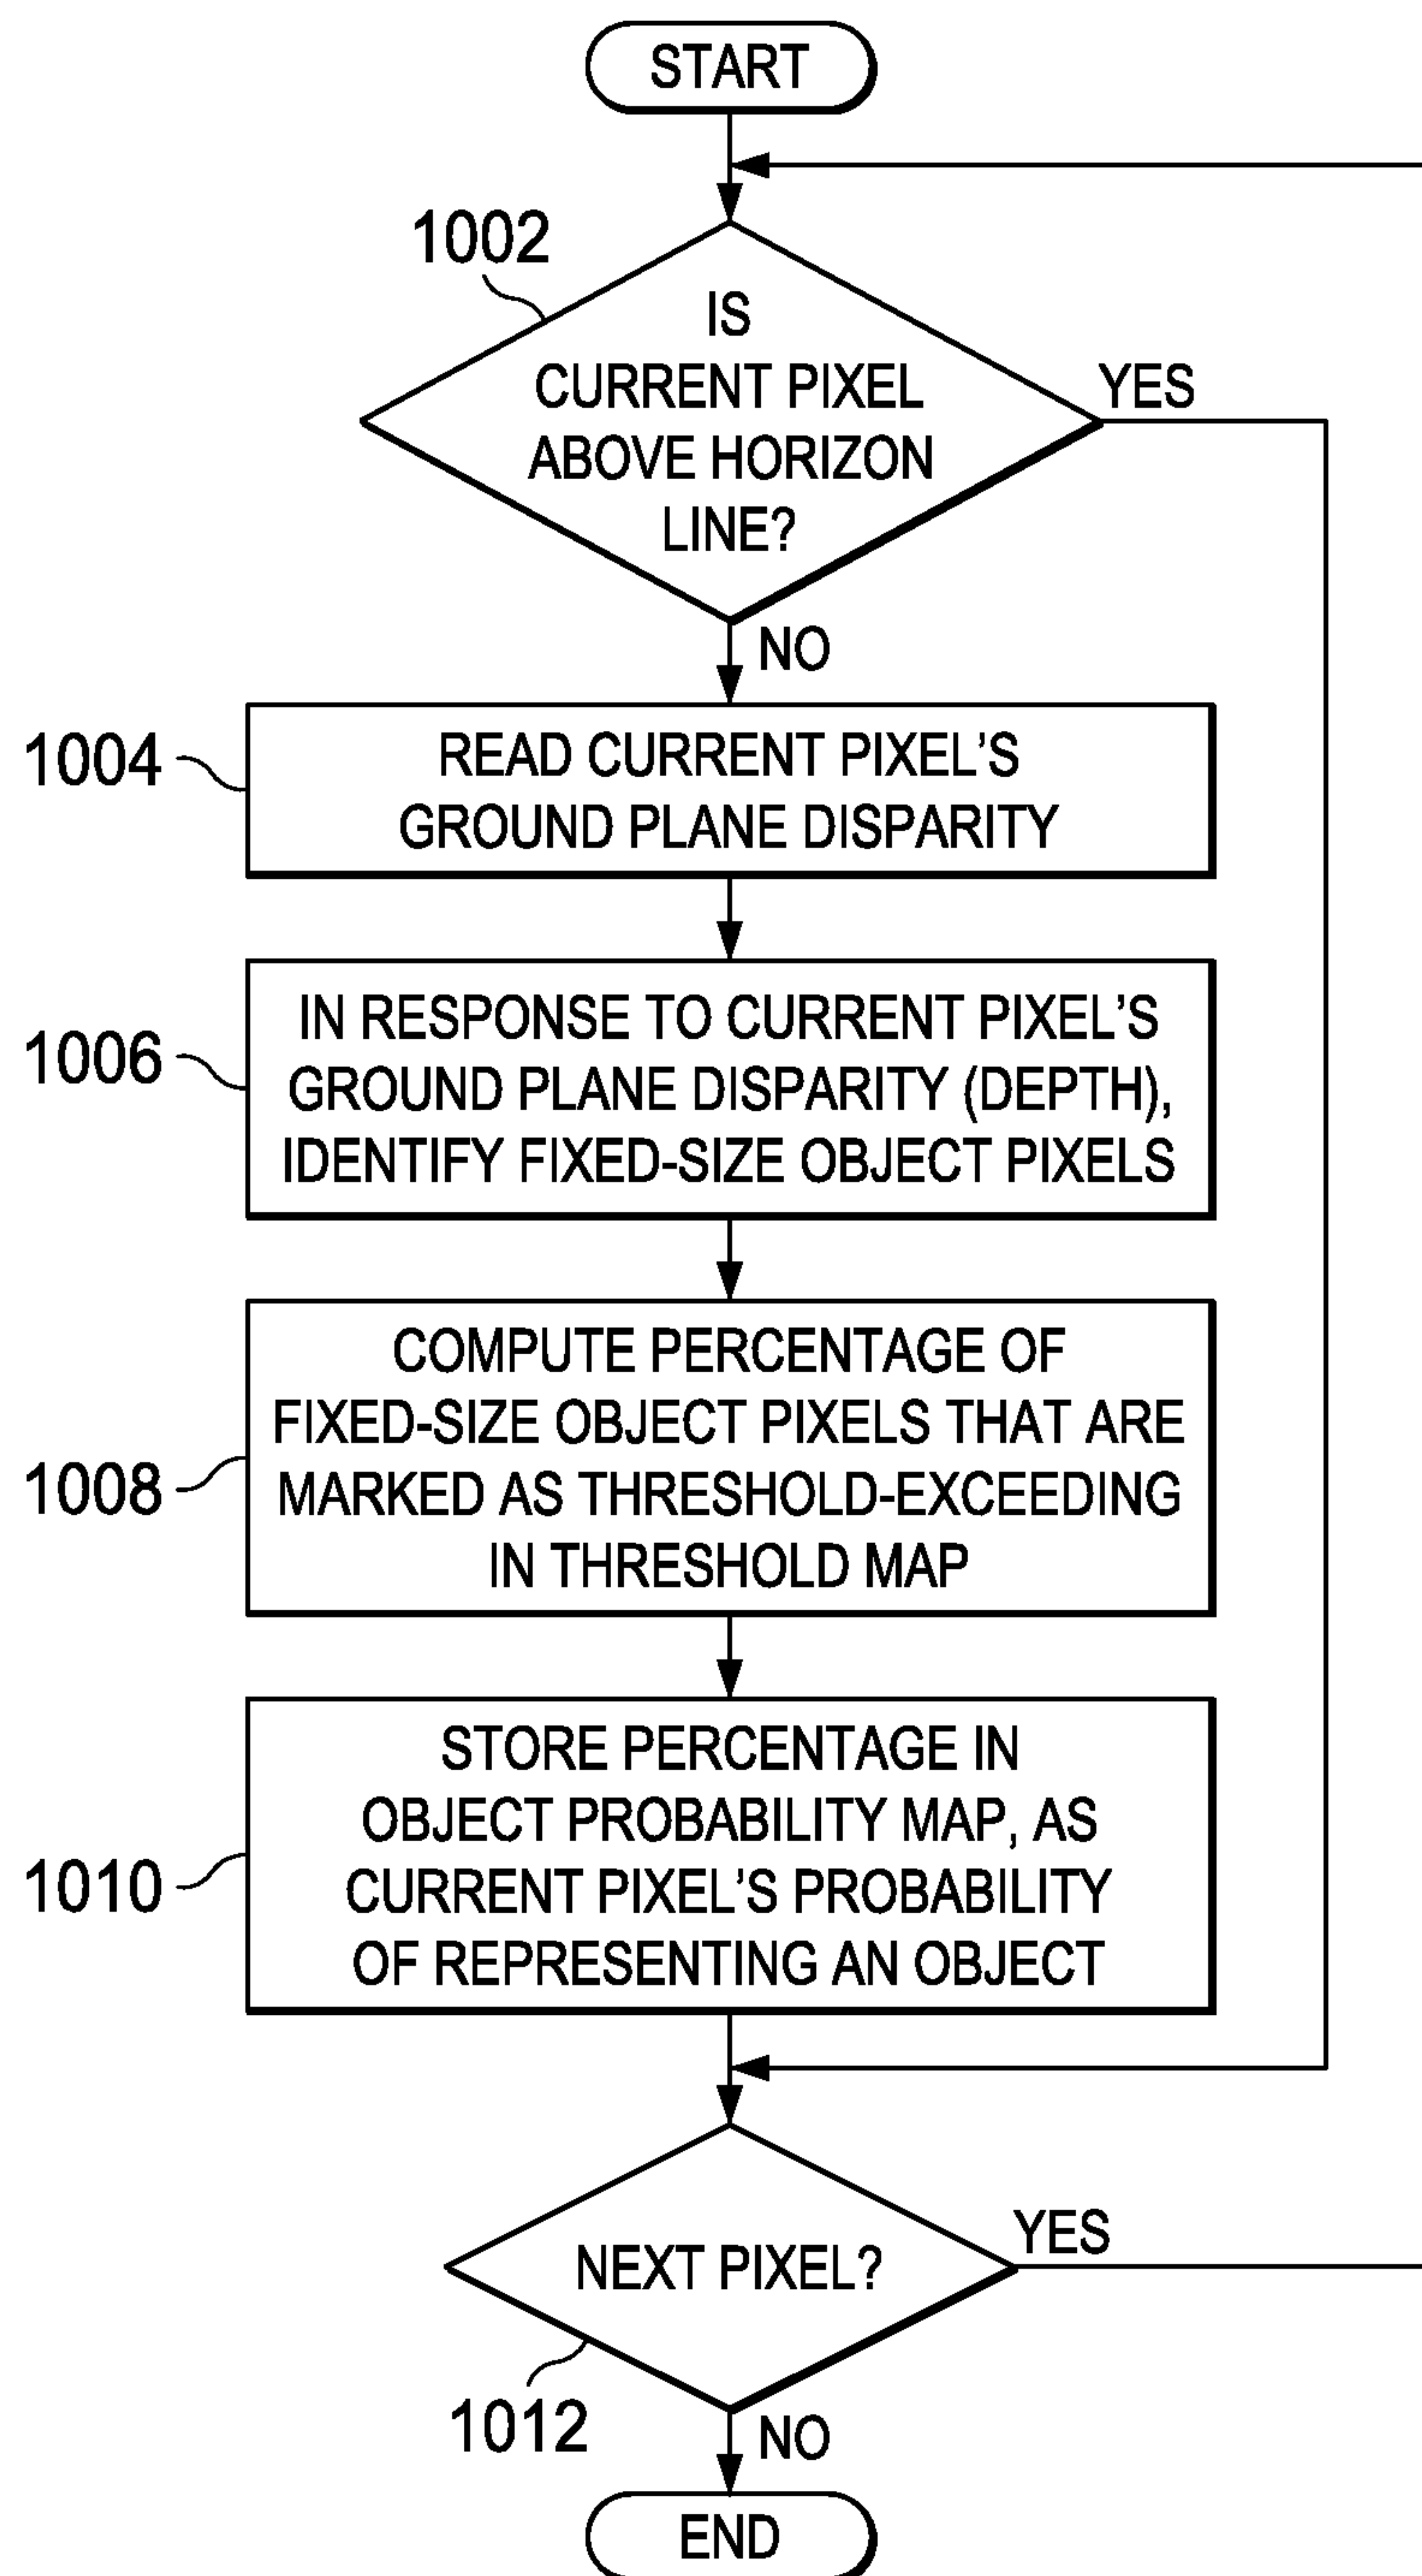 START
1002
IS
CURRENT PIXEL
ABOVE HORIZON
LINE?
YES
NO
1004
READ CURRENT PIXEL'S
GROUND PLANE DISPARITY
1006
IN RESPONSE TO CURRENT PIXEL'S
GROUND PLANE DISPARITY (DEPTH),
IDENTIFY FIXED-SIZE OBJECT PIXELS
1008
COMPUTE PERCENTAGE OF
FIXED-SIZE OBJECT PIXELS THAT ARE
MARKED AS THRESHOLD-EXCEEDING
IN THRESHOLD MAP
1010
STORE PERCENTAGE IN
OBJECT PROBABILITY MAP, AS
CURRENT PIXEL'S PROBABILITY
OF REPRESENTING AN OBJECT
NEXT PIXEL?
YES
1012
NO
END